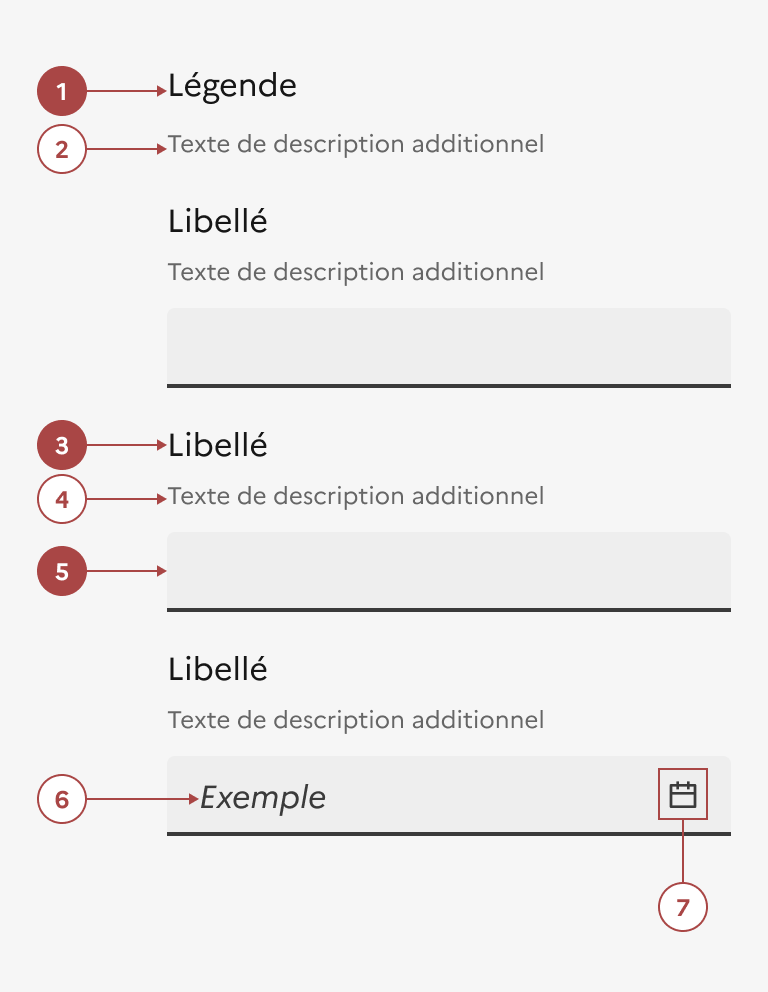 1 Légende
2 Texte de description additionnel
Libellé
Texte de description additionnel
3 Libellé
4 Texte de description additionnel
5
Libellé
Texte de description additionnel
6 Exemple
7